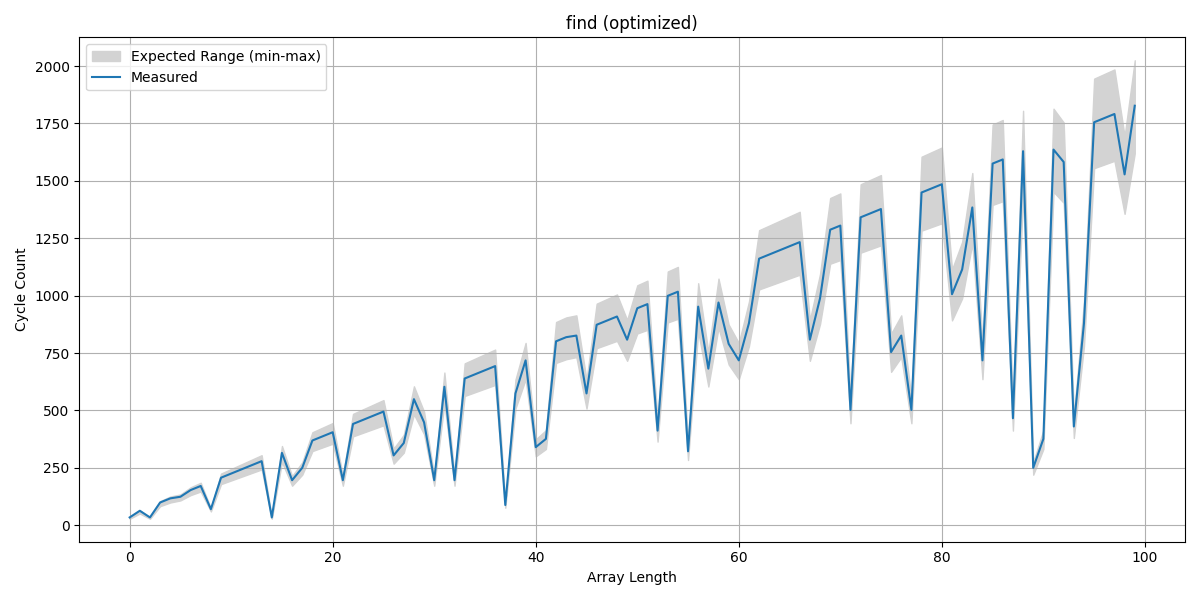 find (optimized)
Expected Range (min-max)
Measured
2000
1750
1500
1250
1000
750
500
250
0
Cycle Count
0 20 40 60 80 100
Array Length